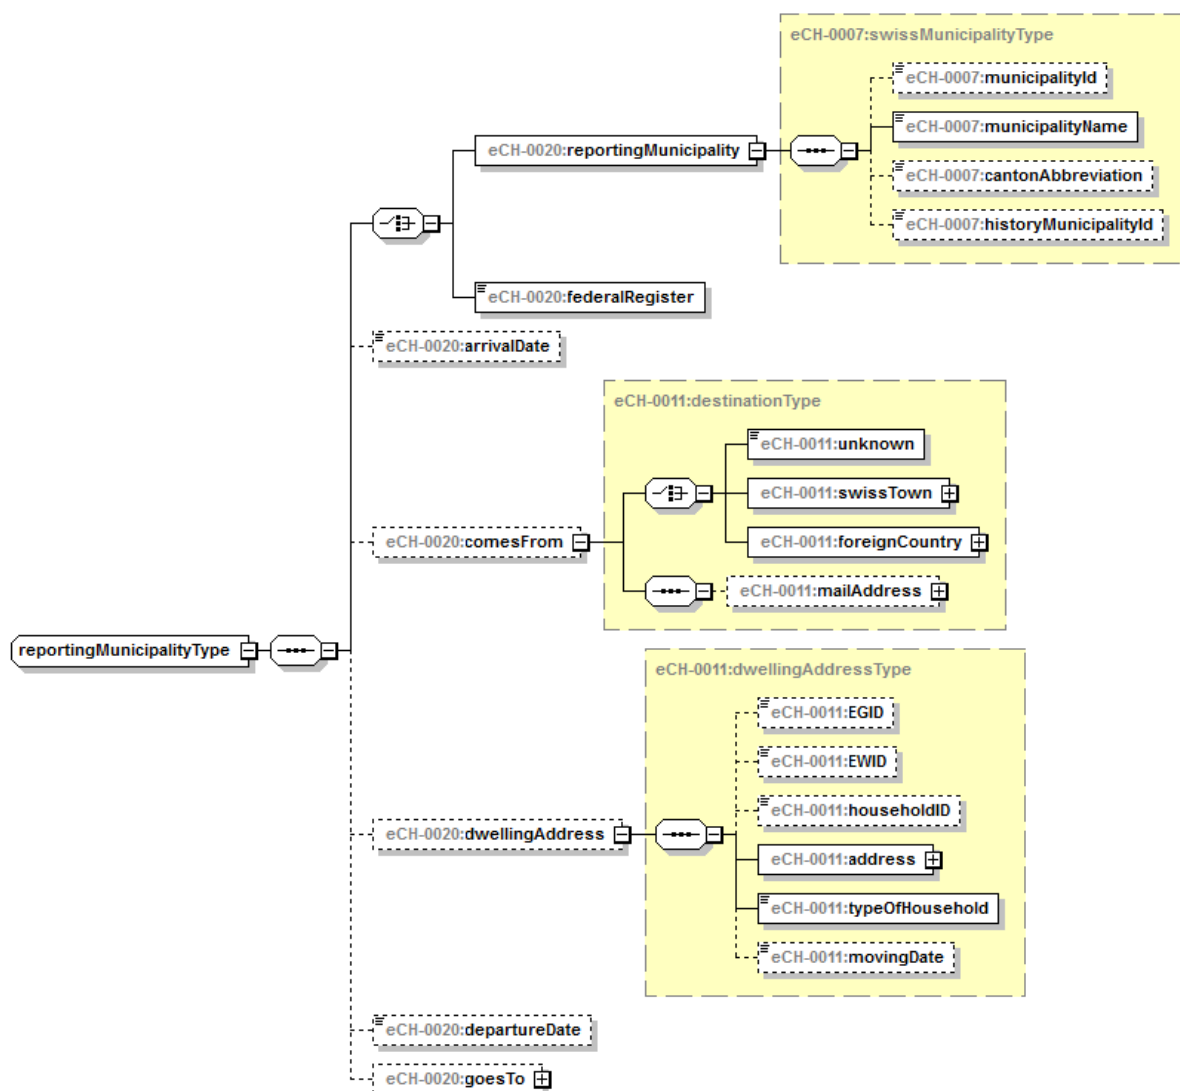 eCH-0007:swissMunicipalityType
eCH-0007:municipalityId
eCH-0007:municipalityName
eCH-0020:reportingMunicipality
eCH-0007:cantonAbbreviation
eCH-0007:historyMunicipalityId
eCH-0020:federalRegister
eCH-0020:arrivalDate
eCH-0011:destinationType
eCH-0011:unknown
eCH-0011:swissTown
eCH-0020:comesFrom
eCH-0011:foreignCountry
eCH-0011:mailAddress
reportingMunicipalityType
eCH-0011:dwellingAddressType
eCH-0011:EGID
eCH-0011:EWID
eCH-0011:householdID
eCH-0020:dwellingAddress
eCH-0011:address
eCH-0011:typeOfHousehold
eCH-0011:movingDate
eCH-0020:departureDate
eCH-0020:goesTo